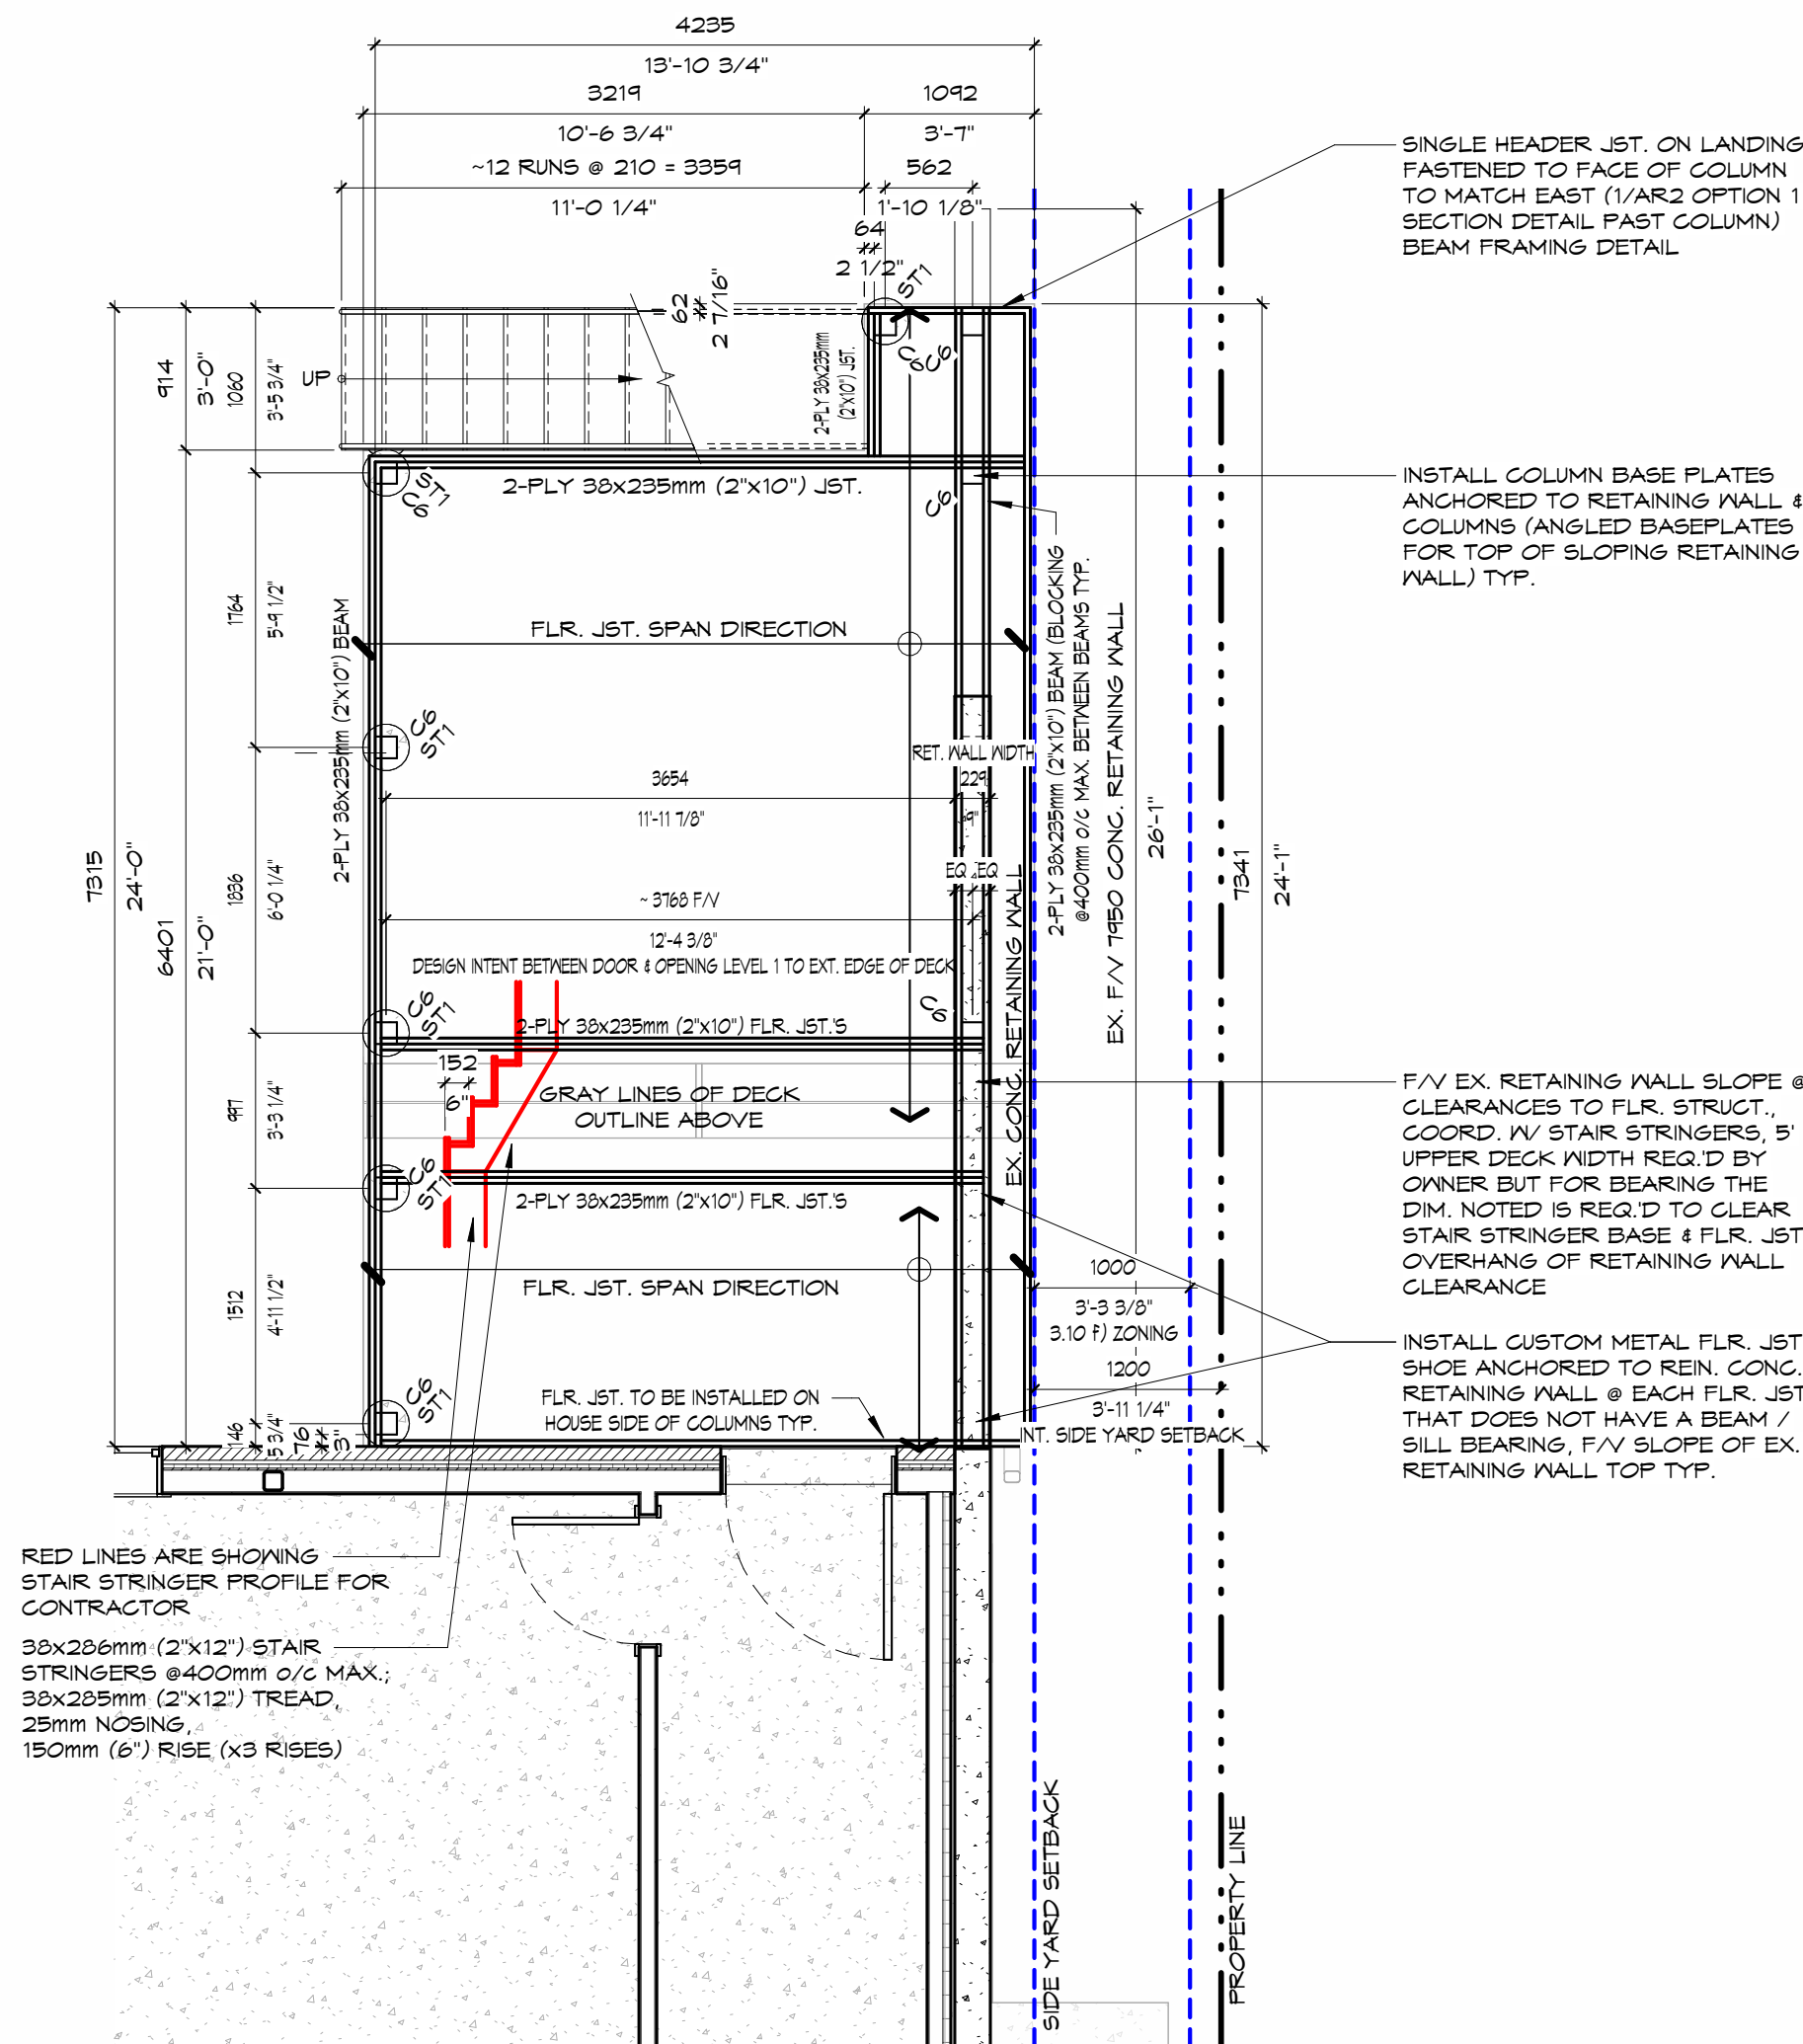 4235
13'-10 3/4"
3219
1092
10'-6 3/4"
3'-7"
~12 RUNS @ 210 = 3359
562
11'-0 1/4"
1'-10 1/8"
64
2 1/2"
ST1
62
2 7/16"
SINGLE HEADER JST. ON LANDING
FASTENED TO FACE OF COLUMN
TO MATCH EAST (1/AR2 OPTION 1
SECTION DETAIL PAST COLUMN)
BEAM FRAMING DETAIL
914
3'-0"
1060
3'-5 3/4"
UP
2-PLY 38x235mm
(2"x10") JST.
C6
C6
ST1
C6
2-PLY 38x235mm (2"x10") JST.
C6
INSTALL COLUMN BASE PLATES
ANCHORED TO RETAINING WALL &
COLUMNS (ANGLED BASEPLATES
FOR TOP OF SLOPING RETAINING
WALL) TYP.
1764
5'-9 1/2"
2-PLY 38x235mm (2"x10") BEAM
FLR. JST. SPAN DIRECTION
2-PLY 38x235mm (2"x10") BEAM (BLOCKING
@400mm o/c MAX. BETWEEN BEAMS TYP.
EX. F/V 7950 CONC. RETAINING WALL
26'-1"
C6
ST1
RET. WALL WIDTH
3654
229
11'-11 7/8"
9"
7315
24'-0"
6401
21'-0"
1836
6'-0 1/4"
EQ
EQ
~ 3768 F/V
12'-4 3/8"
DESIGN INTENT BETWEEN DOOR & OPENING LEVEL 1 TO EXT. EDGE OF DECK
EX. CONC. RETAINING WALL
7341
24'-1"
C6
ST1
C6
2-PLY 38x235mm (2"x10") FLR. JST.'S
152
6"
GRAY LINES OF DECK
OUTLINE ABOVE
997
3'-3 1/4"
F/V EX. RETAINING WALL SLOPE @
CLEARANCES TO FLR. STRUCT.,
COORD. W/ STAIR STRINGERS, 5'
UPPER DECK WIDTH REQ.'D BY
OWNER BUT FOR BEARING THE
DIM. NOTED IS REQ.'D TO CLEAR
STAIR STRINGER BASE & FLR. JST
OVERHANG OF RETAINING WALL
CLEARANCE
C6
ST1
2-PLY 38x235mm (2"x10") FLR. JST.'S
1512
4'-11 1/2"
FLR. JST. SPAN DIRECTION
1000
3'-3 3/8"
3.10 f) ZONING
1200
3'-11 1/4"
INT. SIDE YARD SETBACK
INSTALL CUSTOM METAL FLR. JST
SHOE ANCHORED TO REIN. CONC.
RETAINING WALL @ EACH FLR. JST
THAT DOES NOT HAVE A BEAM /
SILL BEARING, F/V SLOPE OF EX.
RETAINING WALL TOP TYP.
C6
ST1
FLR. JST. TO BE INSTALLED ON
HOUSE SIDE OF COLUMNS TYP.
146
5 3/4"
76
3"
RED LINES ARE SHOWING
STAIR STRINGER PROFILE FOR
CONTRACTOR
38x286mm (2"x12") STAIR
STRINGERS @400mm o/c MAX.;
38x285mm (2"x12") TREAD,
25mm NOSING,
150mm (6") RISE (x3 RISES)
SIDE YARD SETBACK
PROPERTY LINE